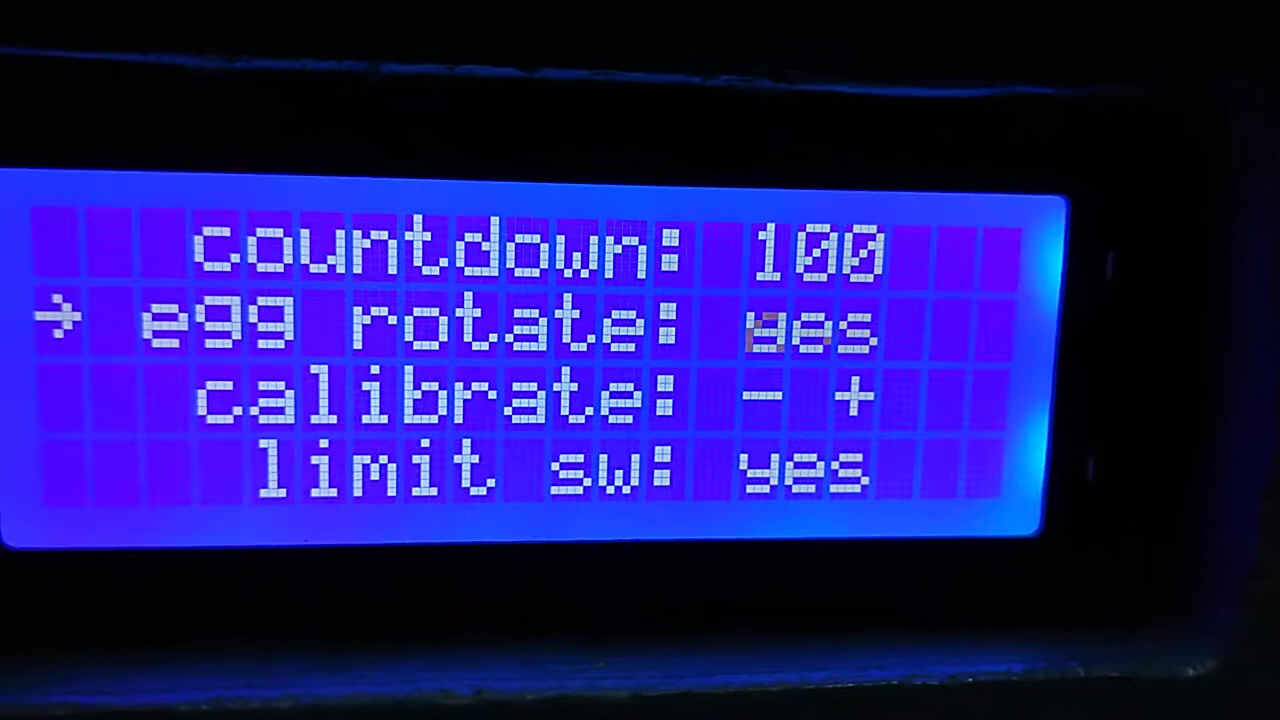 countdown: 100
→ egg rotate: yes
calibrate: - +
limit sw: yes